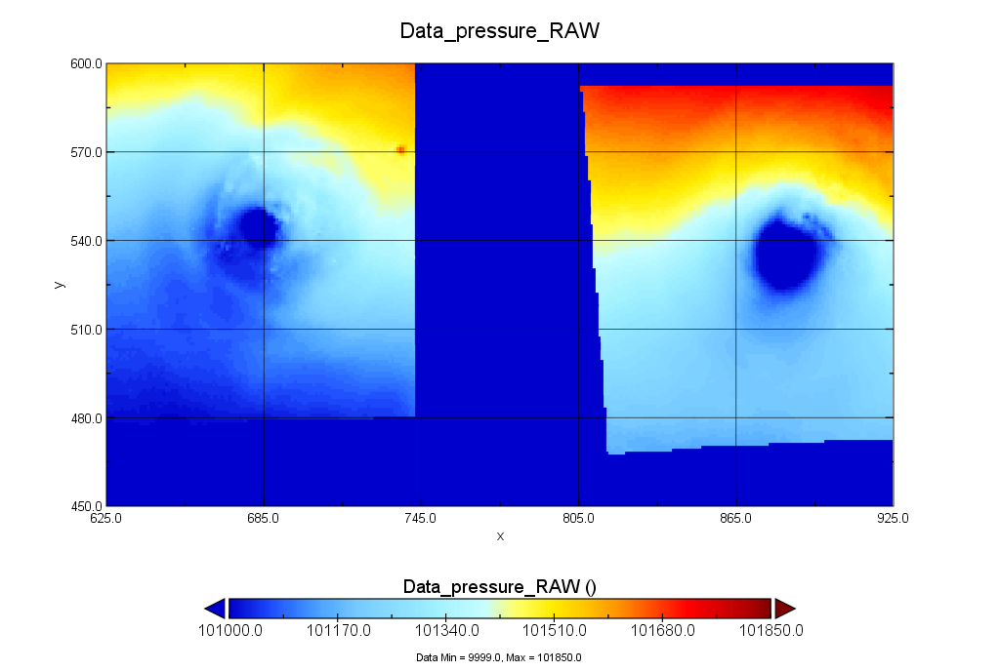 Data_pressure_RAW
600.0
570.0
540.0
510.0
480.0
450.0
y
625.0 685.0 745.0 805.0 865.0 925.0
x
Data_pressure_RAW ()
101000.0 101170.0 101340.0 101510.0 101680.0 101850.0
Data Min = 9999.0, Max = 101850.0